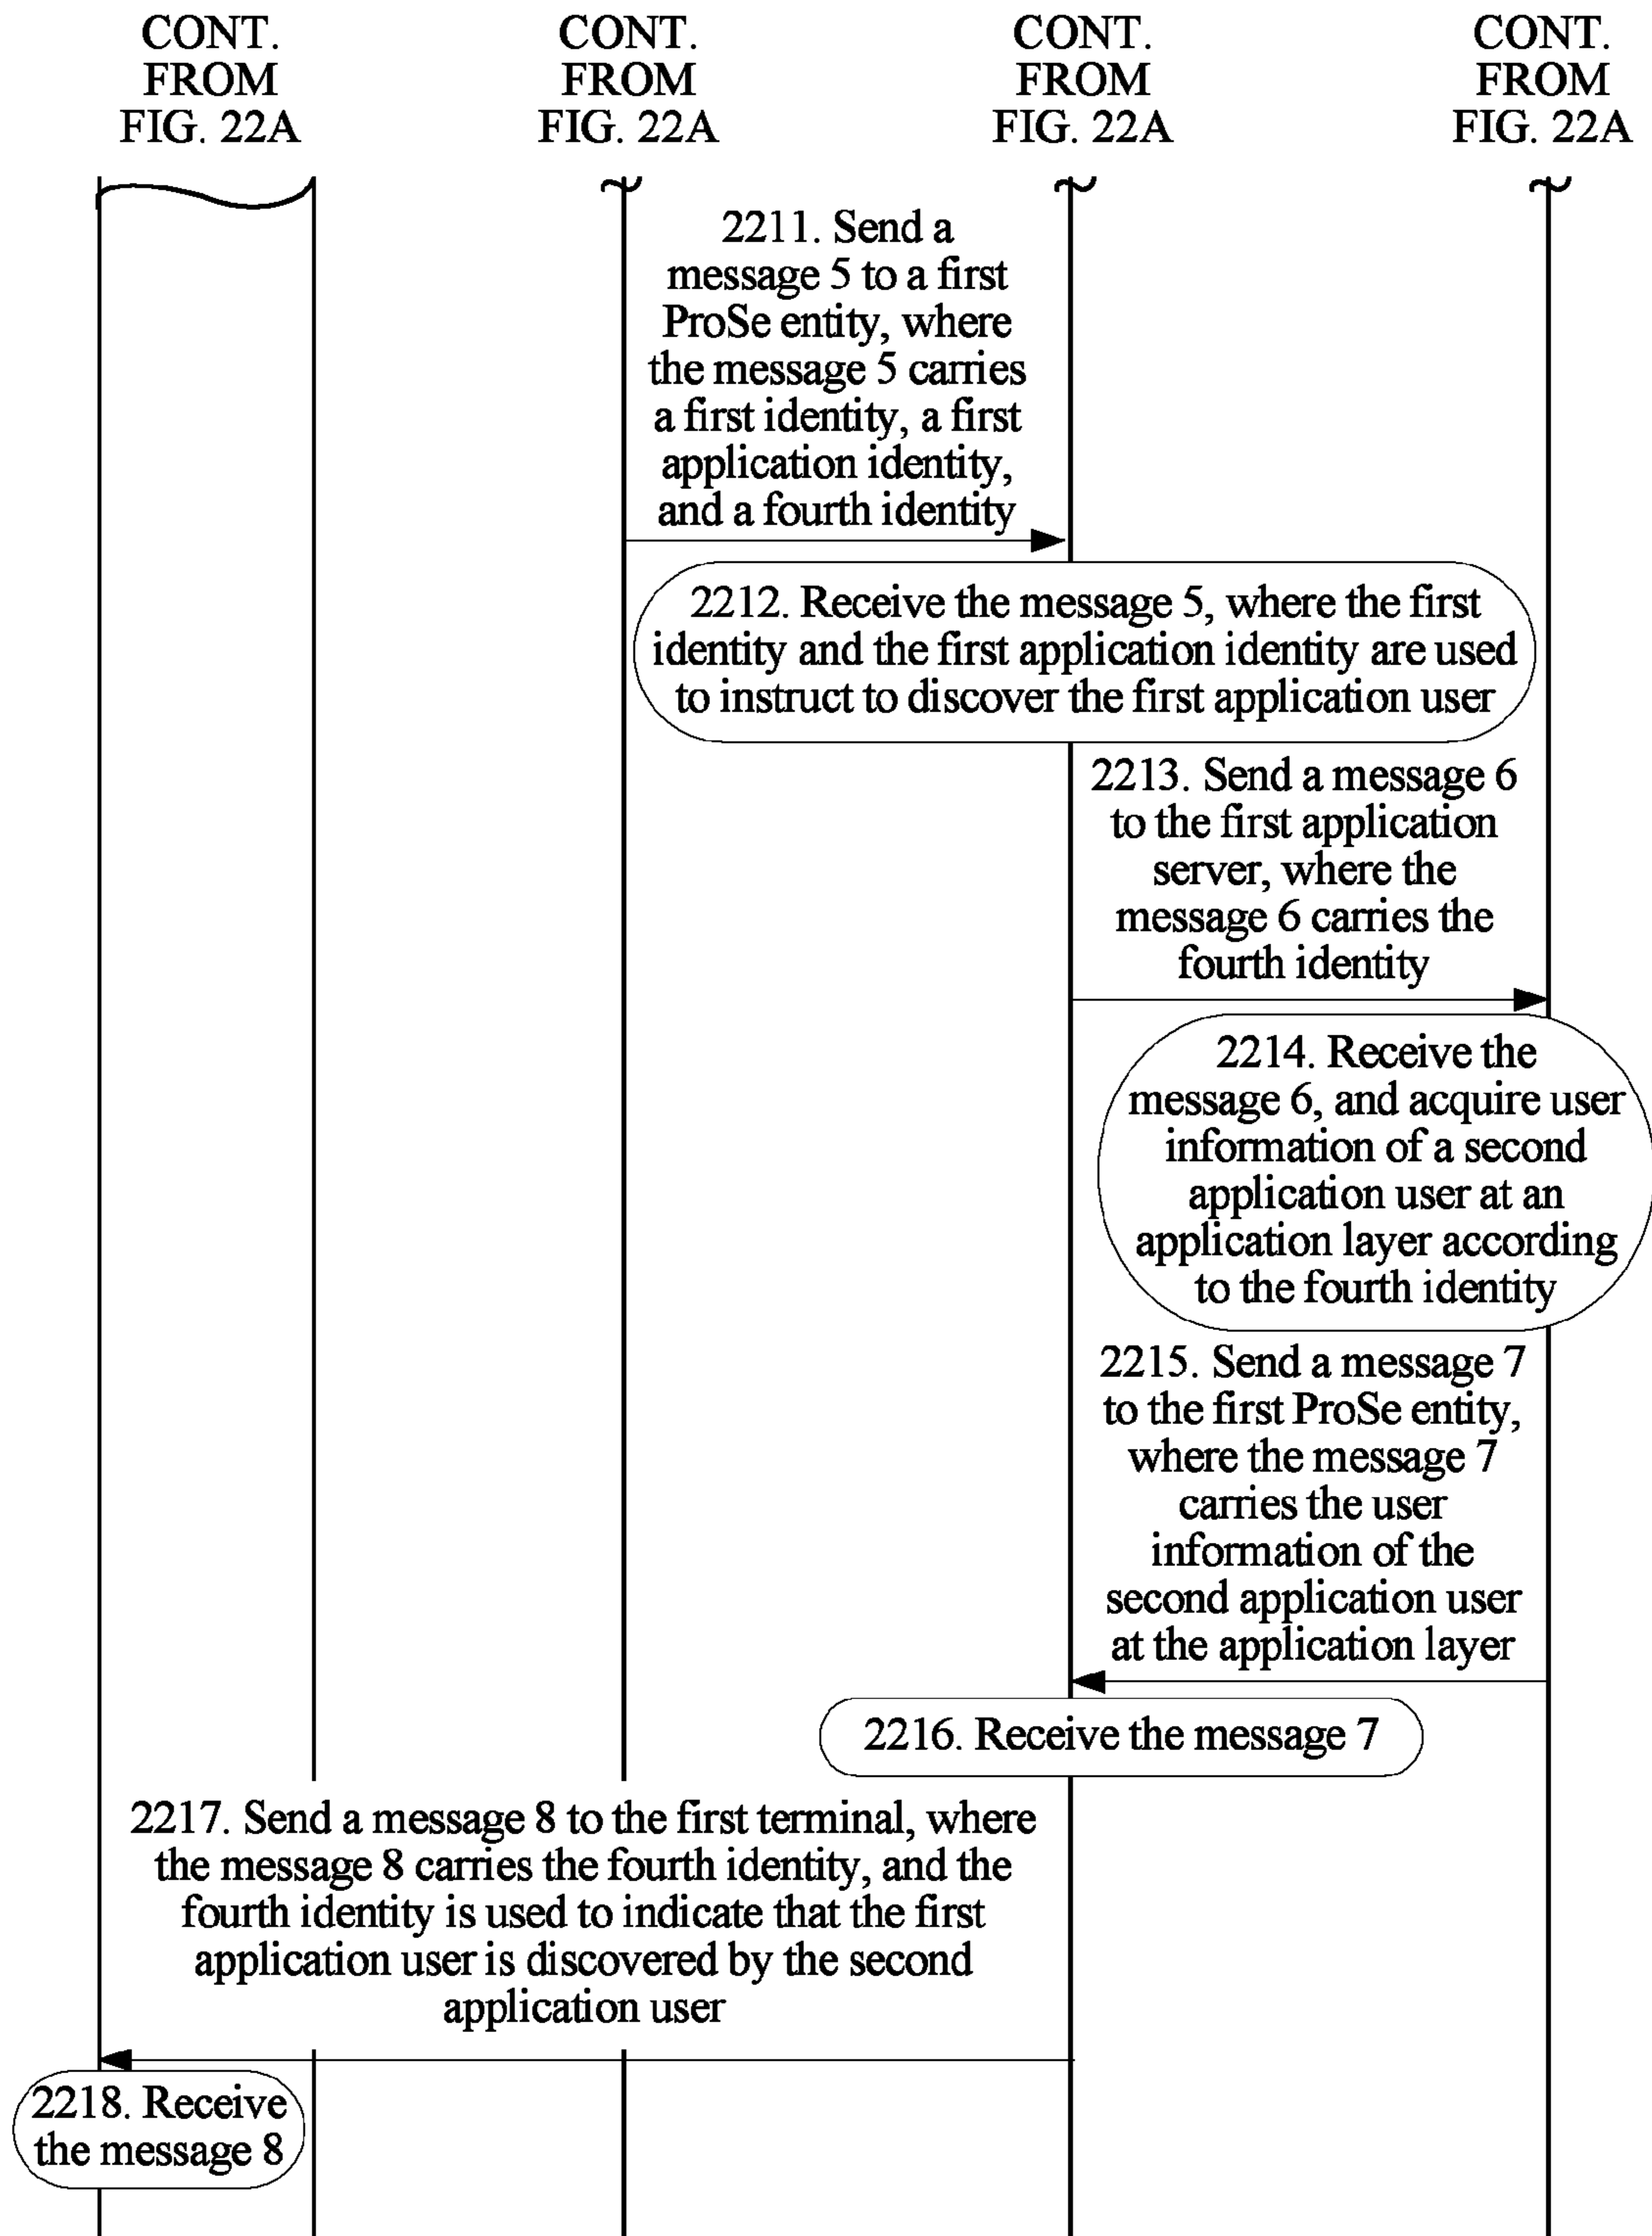 CONT.
FROM
FIG. 22A
CONT.
FROM
FIG. 22A
CONT.
FROM
FIG. 22A
CONT.
FROM
FIG. 22A
2211. Send a
message 5 to a first
ProSe entity, where
the message 5 carries
a first identity, a first
application identity,
and a fourth identity
2212. Receive the message 5, where the first
identity and the first application identity are used
to instruct to discover the first application user
2213. Send a message 6
to the first application
server, where the
message 6 carries the
fourth identity
2214. Receive the
message 6, and acquire user
information of a second
application user at an
application layer according
to the fourth identity
2215. Send a message 7
to the first ProSe entity,
where the message 7
carries the user
information of the
second application user
at the application layer
2216. Receive the message 7
2217. Send a message 8 to the first terminal, where
the message 8 carries the fourth identity, and the
fourth identity is used to indicate that the first
application user is discovered by the second
application user
2218. Receive
the message 8